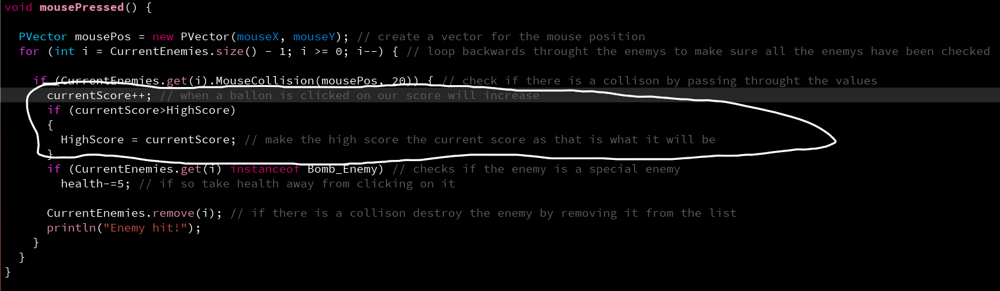 void mousePressed() {
PVector mousePos = new PVector(mouseX, mouseY); // create a vector for the mouse position
for (int i = CurrentEnemies.size() - 1; i >= 0; i--) { // loop backwards throught the enemys to make sure all the enemys have been checked
if (CurrentEnemies.get(i).MouseCollision(mousePos, 20)) { // check if there is a collison by passing throught the values
currentScore++; // when a ballon is clicked on our score will increase
if (currentScore>HighScore)
{
HighScore = currentScore; // make the high score the current score as that is what it will be
}
if (CurrentEnemies.get(i) instanceof Bomb_Enemy) // checks if the enemy is a special enemy
health-=5; // if so take health away from clicking on it
CurrentEnemies.remove(i); // if there is a collison destroy the enemy by removing it from the list
println("Enemy hit!");
}
}
}